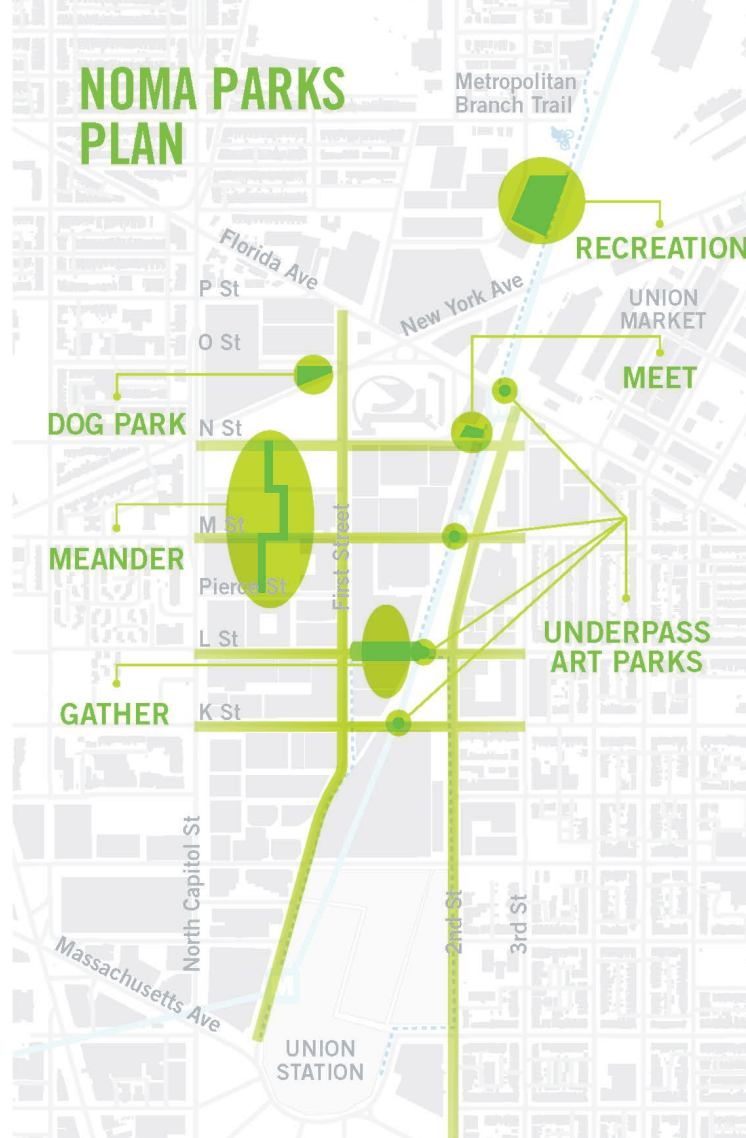 NOMA PARKS
PLAN
Metropolitan
Branch Trail
RECREATION
Florida Ave
P St
New York Ave
UNION
MARKET
O St
MEET
DOG PARK
N St
M St
MEANDER
First Street
Pierce St
L St
UNDERPASS
ART PARKS
GATHER
K St
North Capitol St
2nd St
3rd St
Massachusetts Ave
M
UNION
STATION